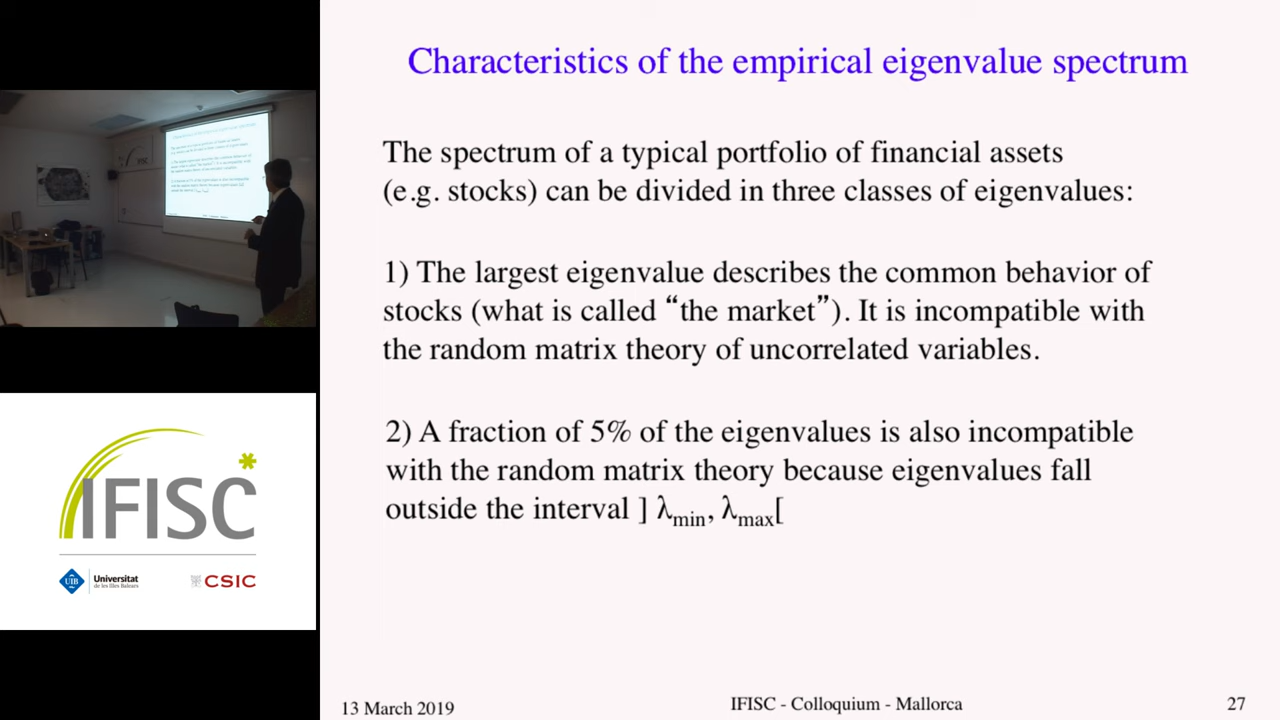 Characteristics of the empirical eigenvalue spectrum
The spectrum of a typical portfolio of financial assets
(e.g. stocks) can be divided in three classes of eigenvalues:
1) The largest eigenvalue describes the common behavior of
stocks (what is called “the market”). It is incompatible with
the random matrix theory of uncorrelated variables.
2) A fraction of 5% of the eigenvalues is also incompatible
with the random matrix theory because eigenvalues fall
outside the interval ] λmin, λmax[
13 March 2019
IFISC - Colloquium - Mallorca
27
IFISC
UIB
Universitat
de les Illes Balears
CSIC